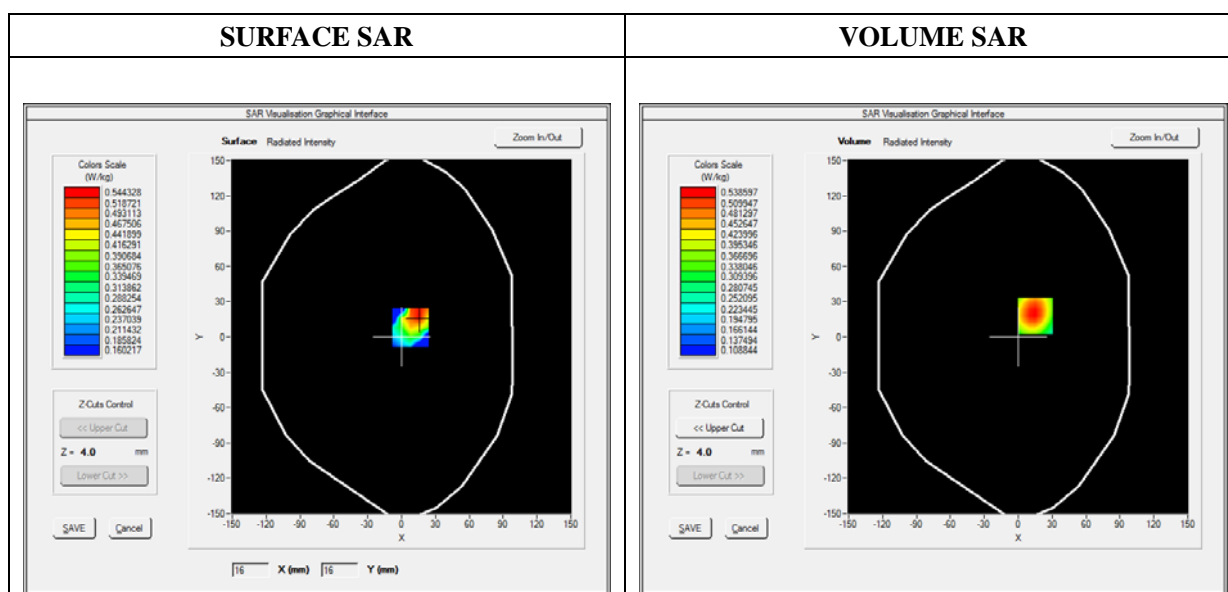 SURFACE SAR
VOLUME SAR
SAR Visualisation Graphical Interface
Surface Radiated Intensity
Zoom In/Out
Colors Scale
(W/kg)
0.544328
0.518721
0.493113
0.467506
0.441899
0.416291
0.390684
0.365076
0.339469
0.313862
0.288254
0.262647
0.237039
0.211432
0.185824
0.160217
Z-Cuts Control
<< Upper Cut
Z = 4.0 mm
Lower Cut >>
SAVE Cancel
150
120
90
60
30
0
-30
-60
-90
-120
-150
Y
-150 -120 -90 -60 -30 0 30 60 90 120 150
X
16 X (mm) 16 Y (mm)
SAR Visualisation Graphical Interface
Volume Radiated Intensity
Zoom In/Out
Colors Scale
(W/kg)
0.538597
0.509947
0.481297
0.452647
0.423996
0.395346
0.366696
0.338046
0.309396
0.280745
0.252095
0.223445
0.194795
0.166144
0.137494
0.108844
Z-Cuts Control
<< Upper Cut
Z = 4.0 mm
Lower Cut >>
SAVE Cancel
150
120
90
60
30
0
-30
-60
-90
-120
-150
Y
-150 -120 -90 -60 -30 0 30 60 90 120 150
X